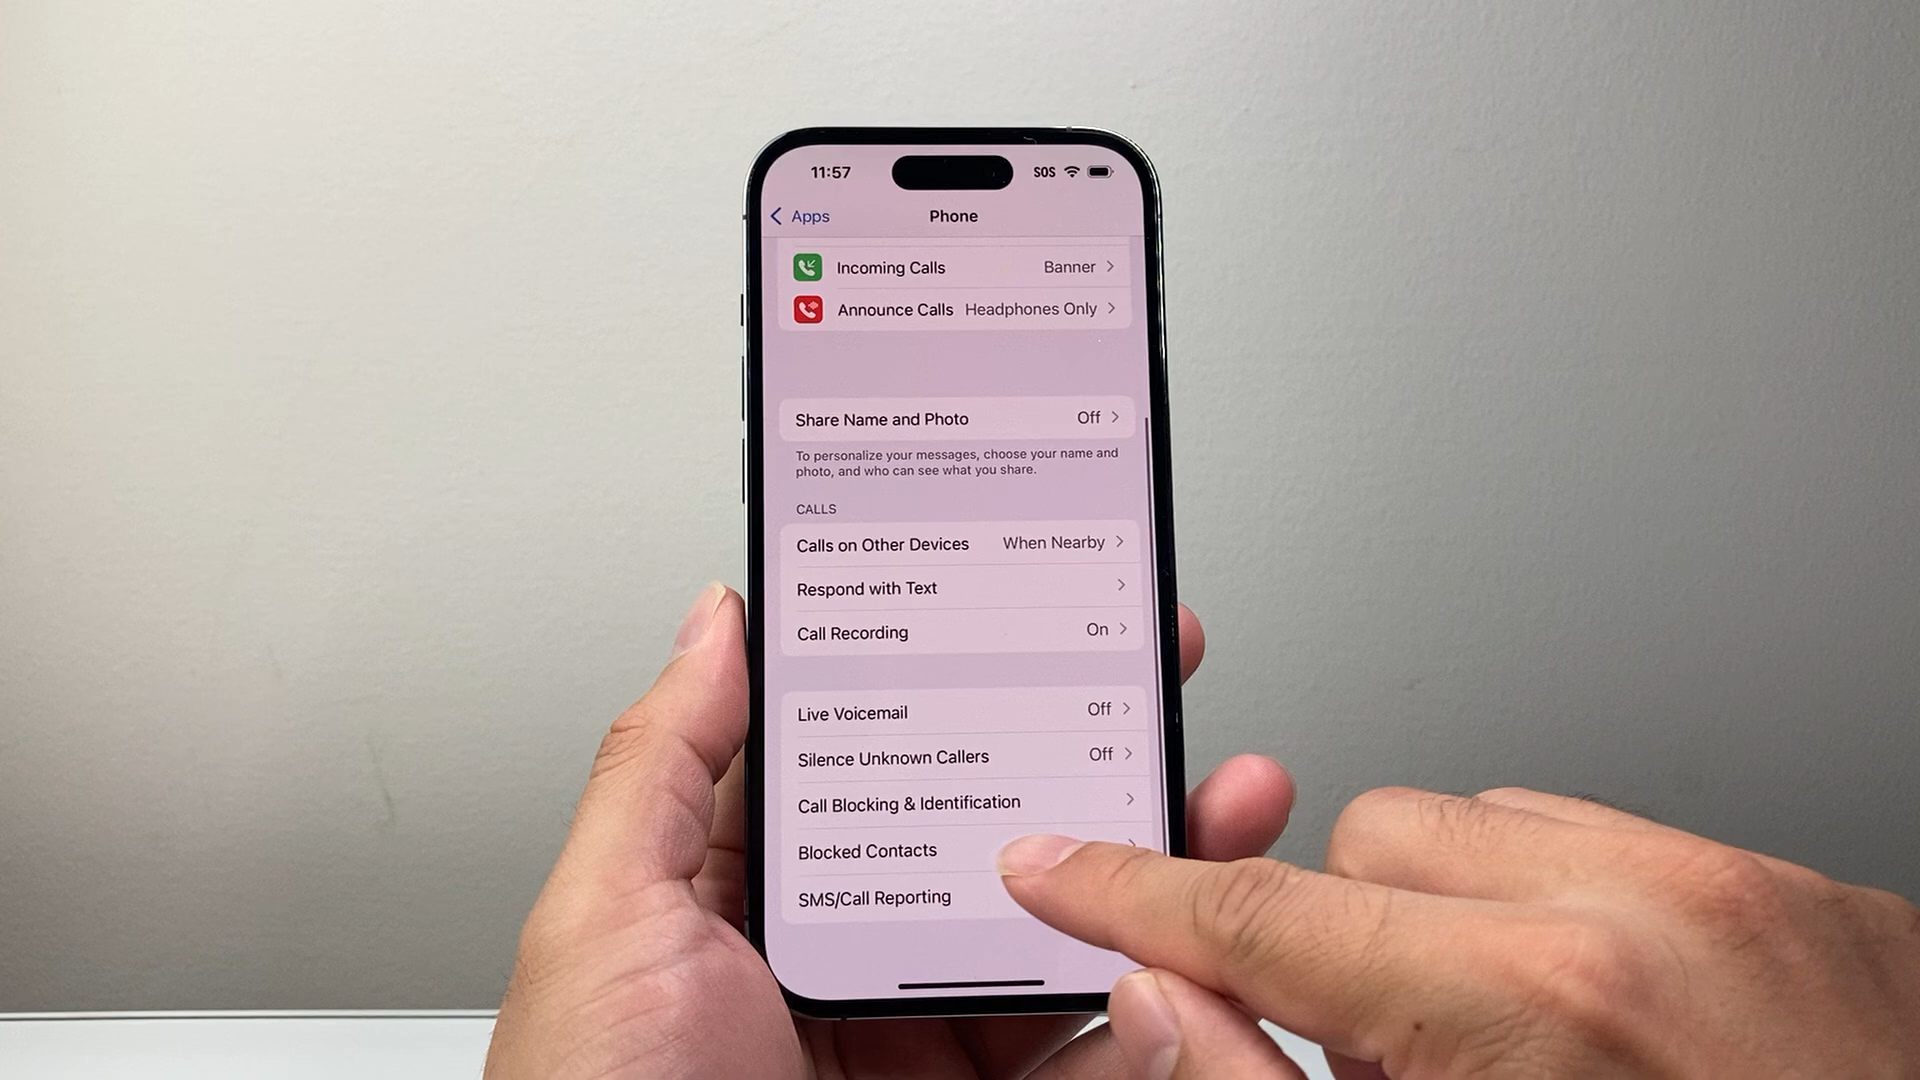 11:57 SOS
Apps Phone
Incoming Calls Banner
Announce Calls Headphones Only
Share Name and Photo Off
To personalize your messages, choose your name and
photo, and who can see what you share.
CALLS
Calls on Other Devices When Nearby
Respond with Text
Call Recording On
Live Voicemail Off
Silence Unknown Callers Off
Call Blocking & Identification
Blocked Contacts
SMS/Call Reporting